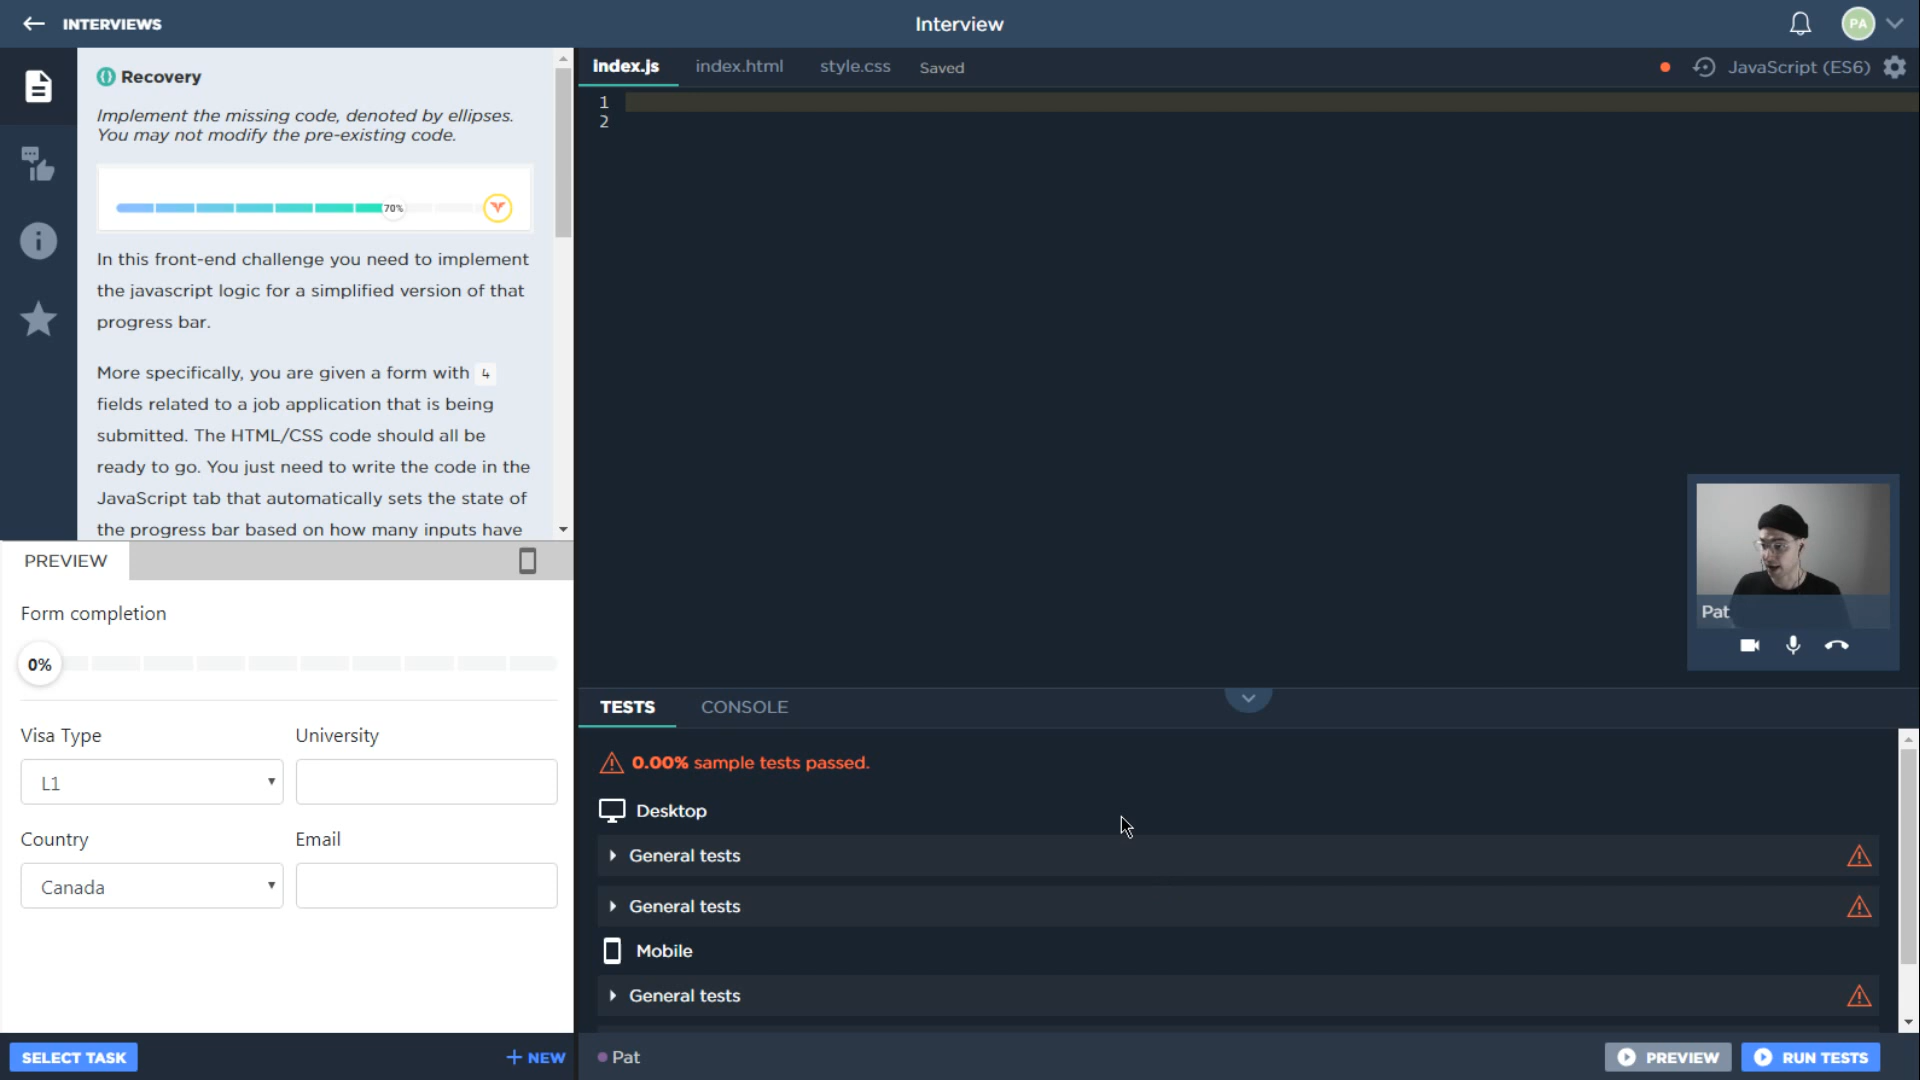 INTERVIEWS
Interview
PA
Recovery
Implement the missing code, denoted by ellipses.
You may not modify the pre-existing code.
70%
In this front-end challenge you need to implement
the javascript logic for a simplified version of that
progress bar.
More specifically, you are given a form with 4
fields related to a job application that is being
submitted. The HTML/CSS code should all be
ready to go. You just need to write the code in the
JavaScript tab that automatically sets the state of
the progress bar based on how many inputs have
PREVIEW
Form completion
0%
Visa Type University
L1
Country Email
Canada
SELECT TASK + NEW
index.js index.html style.css Saved JavaScript (ES6)
1
2
Pat
TESTS CONSOLE
0.00% sample tests passed.
Desktop
General tests
General tests
Mobile
General tests
Pat PREVIEW RUN TESTS